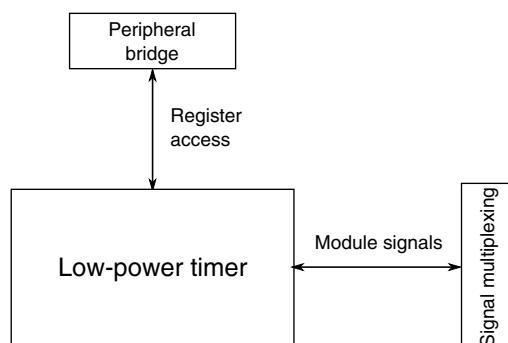 Peripheral
bridge
Register
access
Low-power timer
Module signals
Signal multiplexing